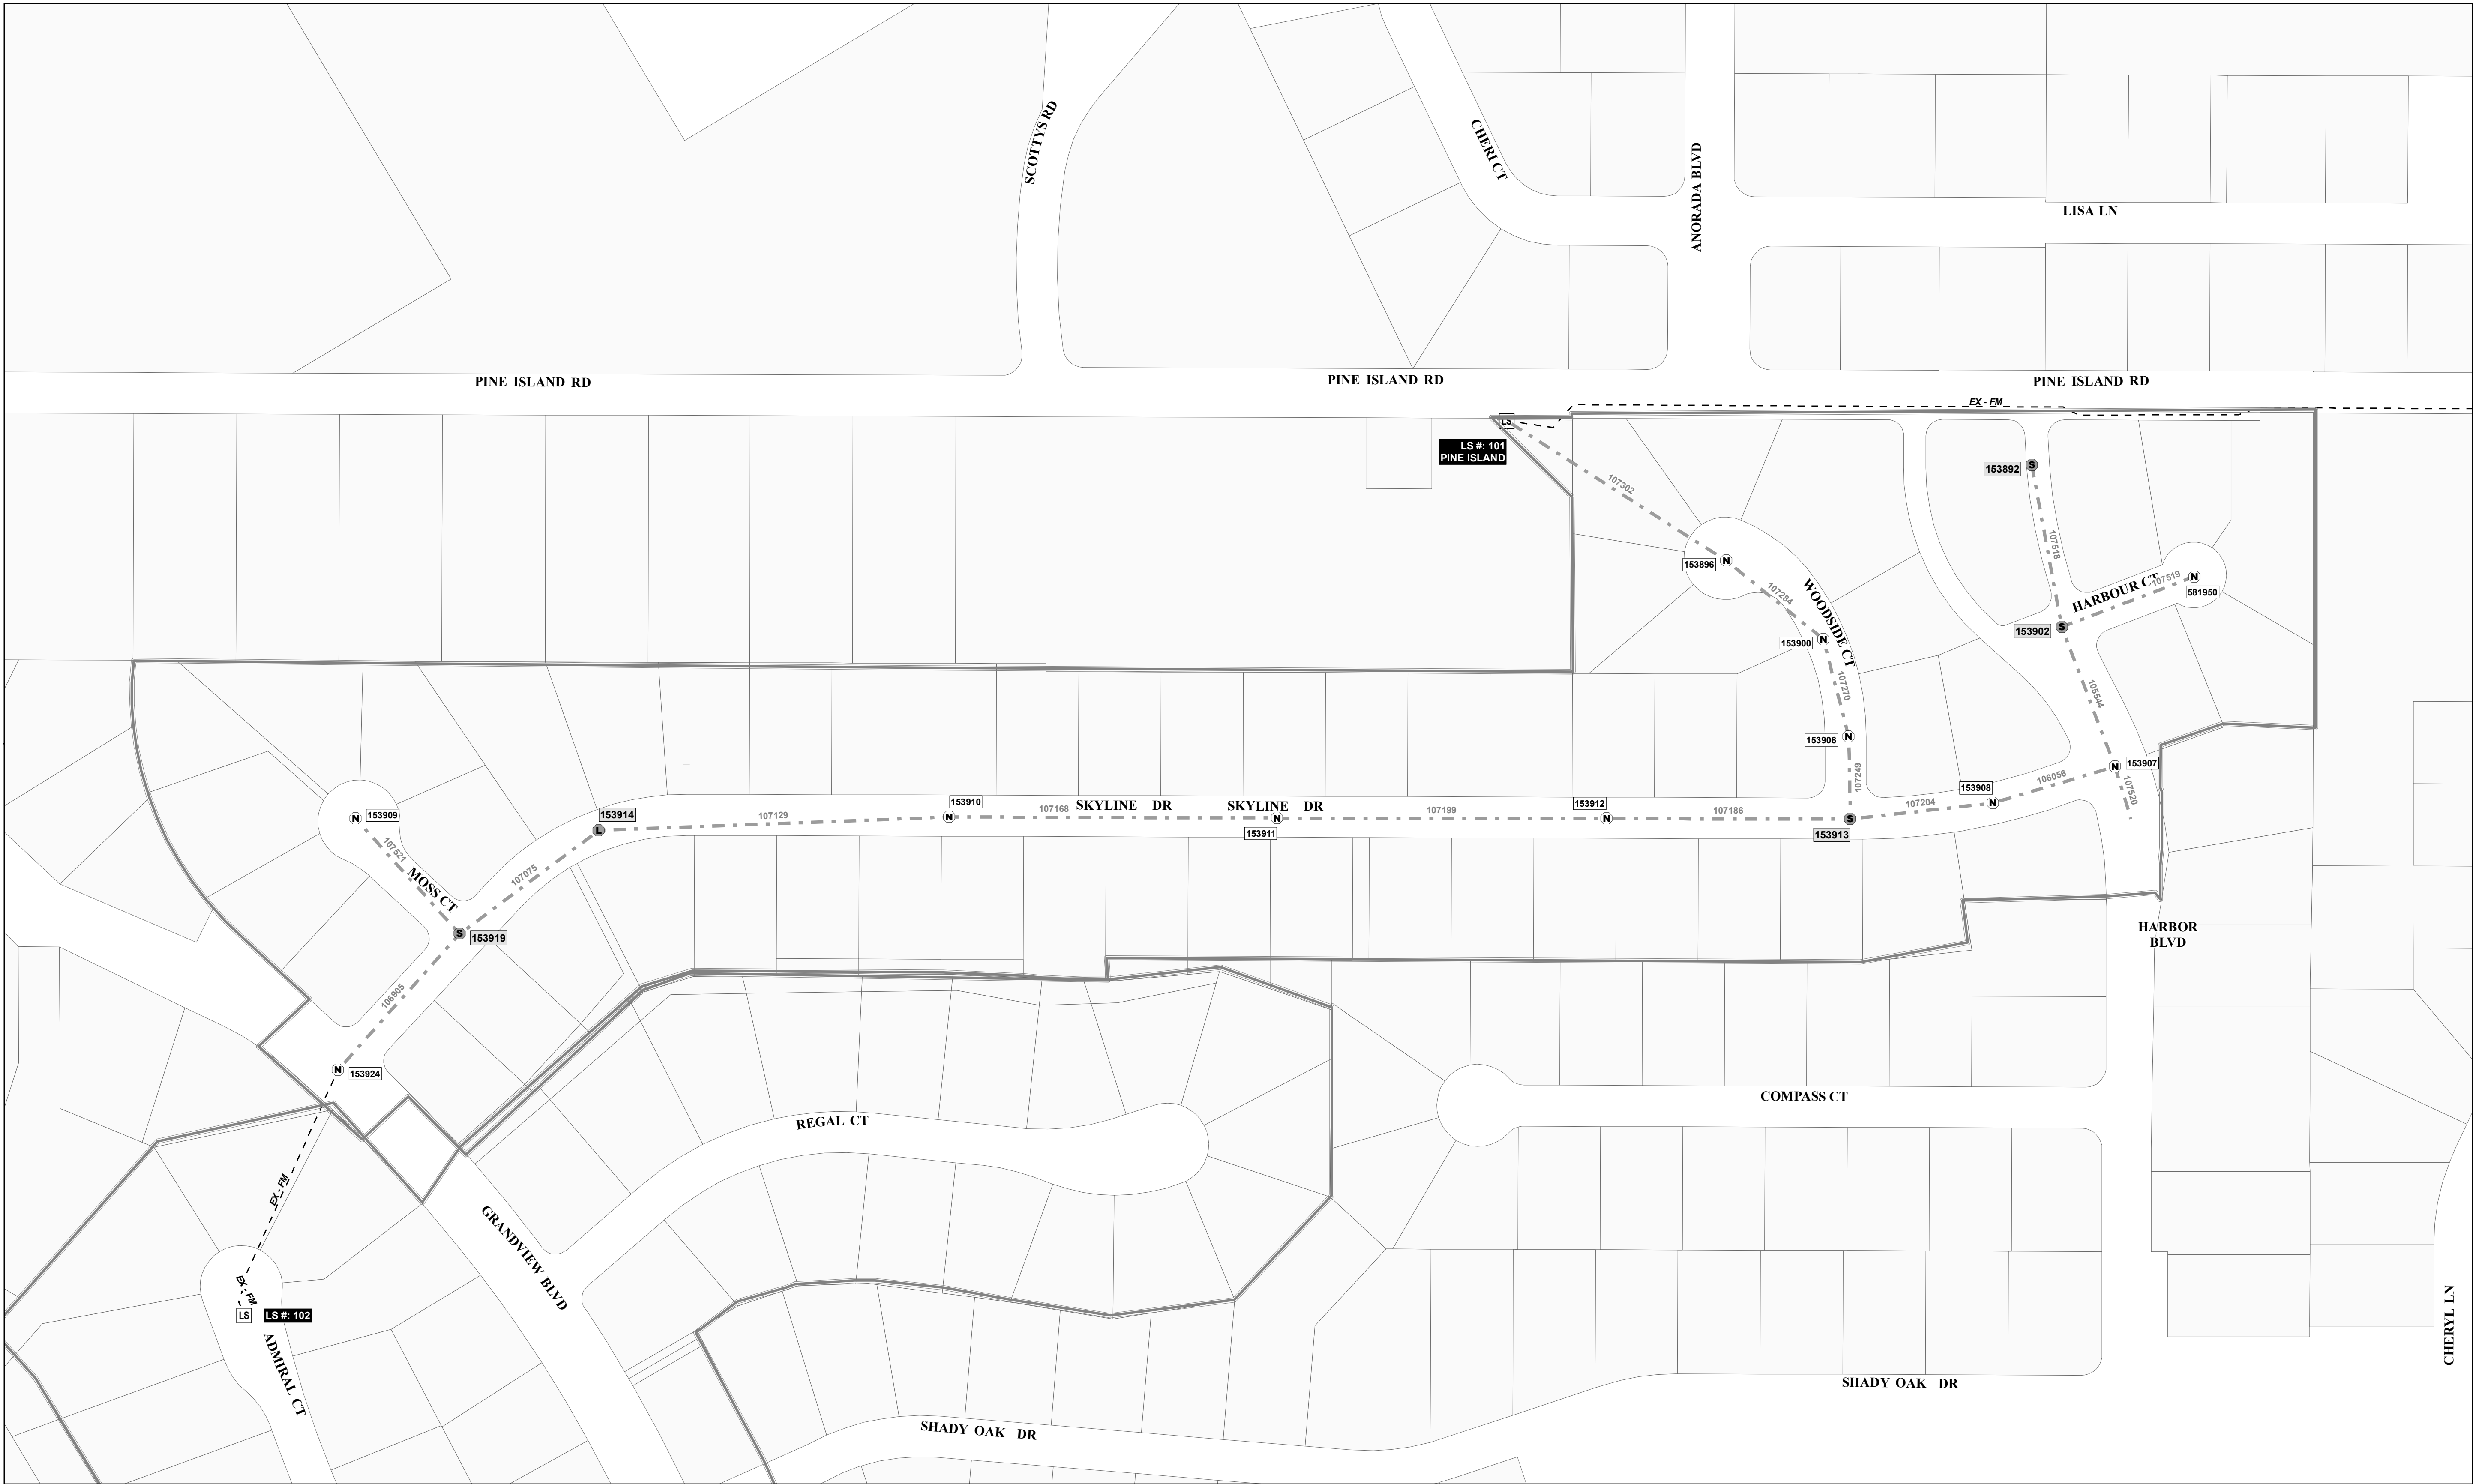 SCOTTYS RD
CHERI CT
ANORADA BLVD
LISA LN
PINE ISLAND RD
PINE ISLAND RD
PINE ISLAND RD
EX - FM
LS
LS #: 101
PINE ISLAND
107302
153892
S
153896
N
107284
WOODSIDE CT
107518
HARBOUR CT
107519
N
581950
153902
S
153900
N
107270
105544
153906
N
153907
N
107249
107520
153908
N
106056
107204
153909
N
107521
MOSS CT
153914
L
107075
107129
153910
N
107168
SKYLINE DR
SKYLINE DR
153911
N
107199
153912
N
107186
153913
S
S
153919
106905
N
153924
HARBOR
BLVD
COMPASS CT
REGAL CT
EX - FM
GRANDVIEW BLVD
EX - FM
LS
LS #: 102
ADMIRAL CT
SHADY OAK DR
SHADY OAK DR
CHERYL LN